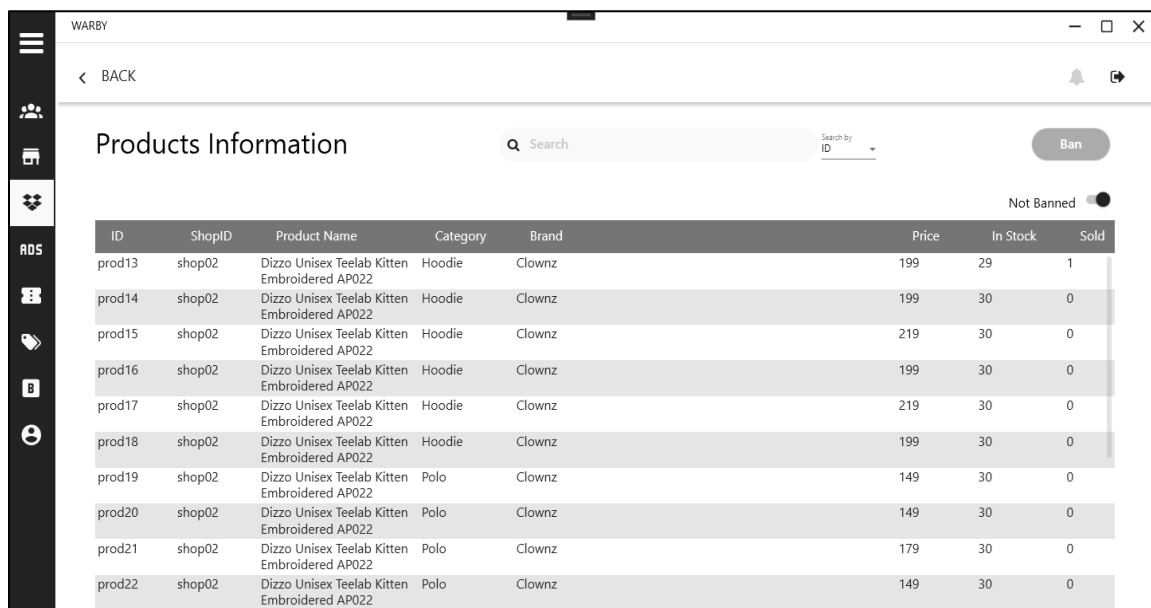 WARBY
BACK
Products Information
Search
Search by
ID
Ban
Not Banned
ADS
B
ID ShopID Product Name Category Brand Price In Stock Sold
prod13 shop02 Dizzo Unisex Teelab Kitten Hoodie Clownz 199 29 1
Embroidered AP022
prod14 shop02 Dizzo Unisex Teelab Kitten Hoodie Clownz 199 30 0
Embroidered AP022
prod15 shop02 Dizzo Unisex Teelab Kitten Hoodie Clownz 219 30 0
Embroidered AP022
prod16 shop02 Dizzo Unisex Teelab Kitten Hoodie Clownz 199 30 0
Embroidered AP022
prod17 shop02 Dizzo Unisex Teelab Kitten Hoodie Clownz 219 30 0
Embroidered AP022
prod18 shop02 Dizzo Unisex Teelab Kitten Hoodie Clownz 199 30 0
Embroidered AP022
prod19 shop02 Dizzo Unisex Teelab Kitten Polo Clownz 149 30 0
Embroidered AP022
prod20 shop02 Dizzo Unisex Teelab Kitten Polo Clownz 149 30 0
Embroidered AP022
prod21 shop02 Dizzo Unisex Teelab Kitten Polo Clownz 179 30 0
Embroidered AP022
prod22 shop02 Dizzo Unisex Teelab Kitten Polo Clownz 149 30 0
Embroidered AP022